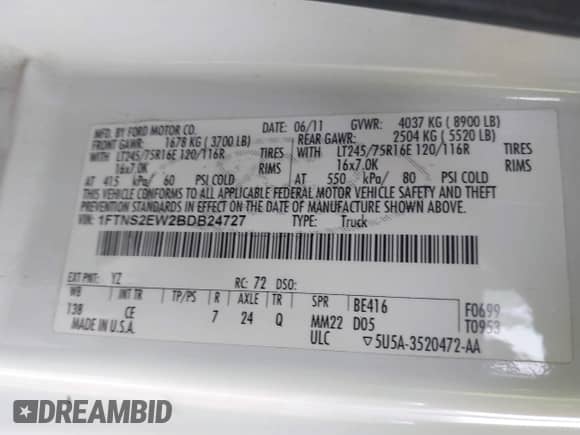 MFD. BY FORD MOTOR CO. DATE: 06/11 GVWR: 4037 KG ( 8900 LB)
FRONT GAWR: 1678 KG ( 3700 LB) REAR GAWR: 2504 KG ( 5520 LB)
WITH LT245/75R16E 120/116R TIRES WITH LT245/75R16E 120/116R TIRES
16x7.0K RIMS 16x7.0K RIMS
AT 415 kPa/ 60 PSI COLD AT 550 kPa/ 80 PSI COLD
THIS VEHICLE CONFORMS TO ALL APPLICABLE FEDERAL MOTOR VEHICLE SAFETY AND THEFT
PREVENTION STANDARDS IN EFFECT ON THE DATE OF MANUFACTURE SHOWN ABOVE.
VIN: 1FTNS2EW2BDB24727 TYPE: Truck
EXT PNT: YZ RC: 72 DSO:
WB INT TR TP/PS R AXLE TR SPR BE416 F0699
138 CE 7 24 Q MM22 DO5 T0953
MADE IN U.S.A. ULC ▽5U5A-3520472-AA
DREAMBID